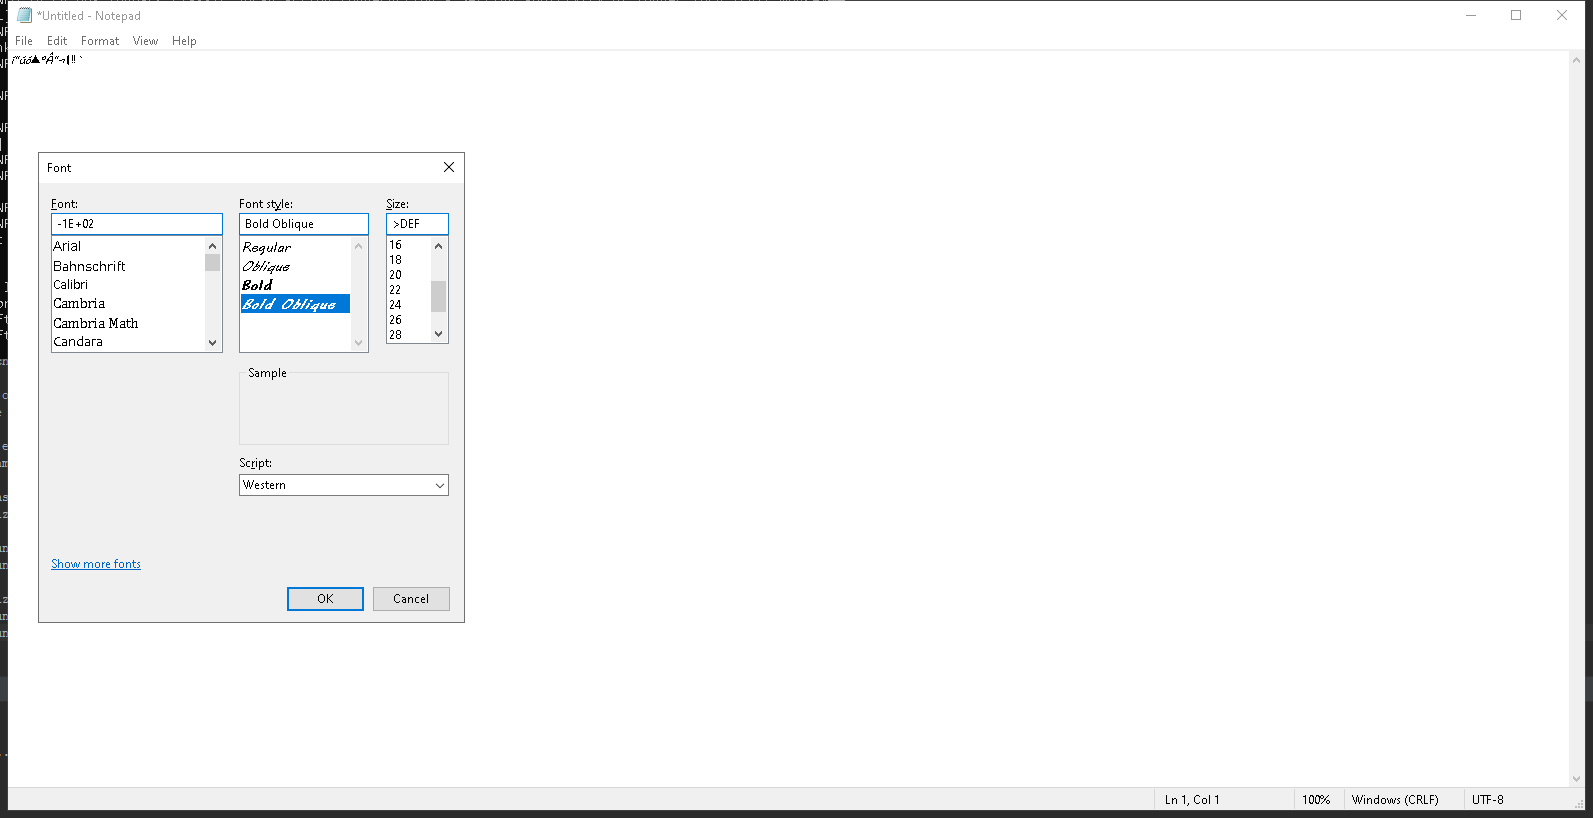 *Untitled - Notepad
File Edit Format View Help
Font
Font: Font style: Size:
-1E+02 Bold Oblique >DEF
Arial
Bahnschrift
Calibri
Cambria
Cambria Math
Candara
Regular
Oblique
Bold
Bold Oblique
16
18
20
22
24
26
28
Sample
Script:
Western
Show more fonts
OK Cancel
Ln 1, Col 1 100% Windows (CRLF) UTF-8